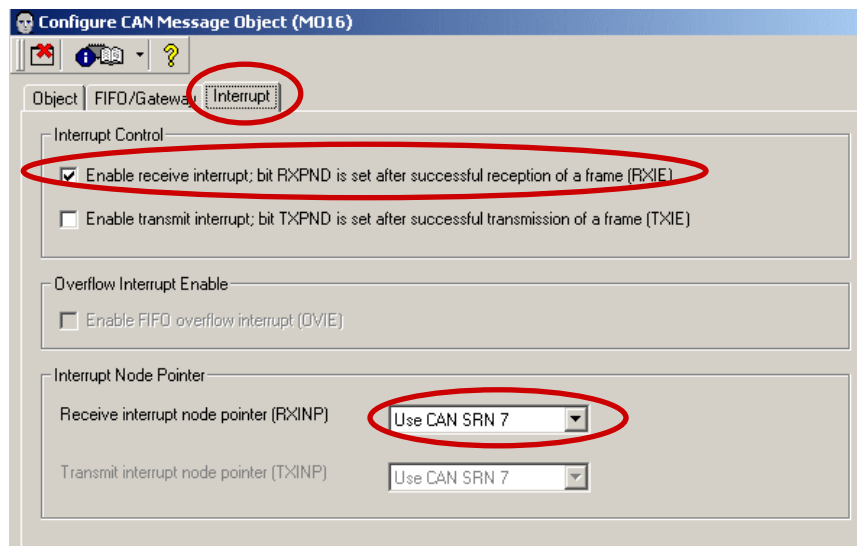 Configure CAN Message Object (MO16)
Object
FIFO/Gateway
Interrupt
Interrupt Control
Enable receive interrupt; bit RXPND is set after successful reception of a frame (RXIE)
Enable transmit interrupt; bit TXPND is set after successful transmission of a frame (TXIE)
Overflow Interrupt Enable
Enable FIFO overflow interrupt (OVIE)
Interrupt Node Pointer
Receive interrupt node pointer (RXINP)
Use CAN SRN 7
Transmit interrupt node pointer (TXINP)
Use CAN SRN 7